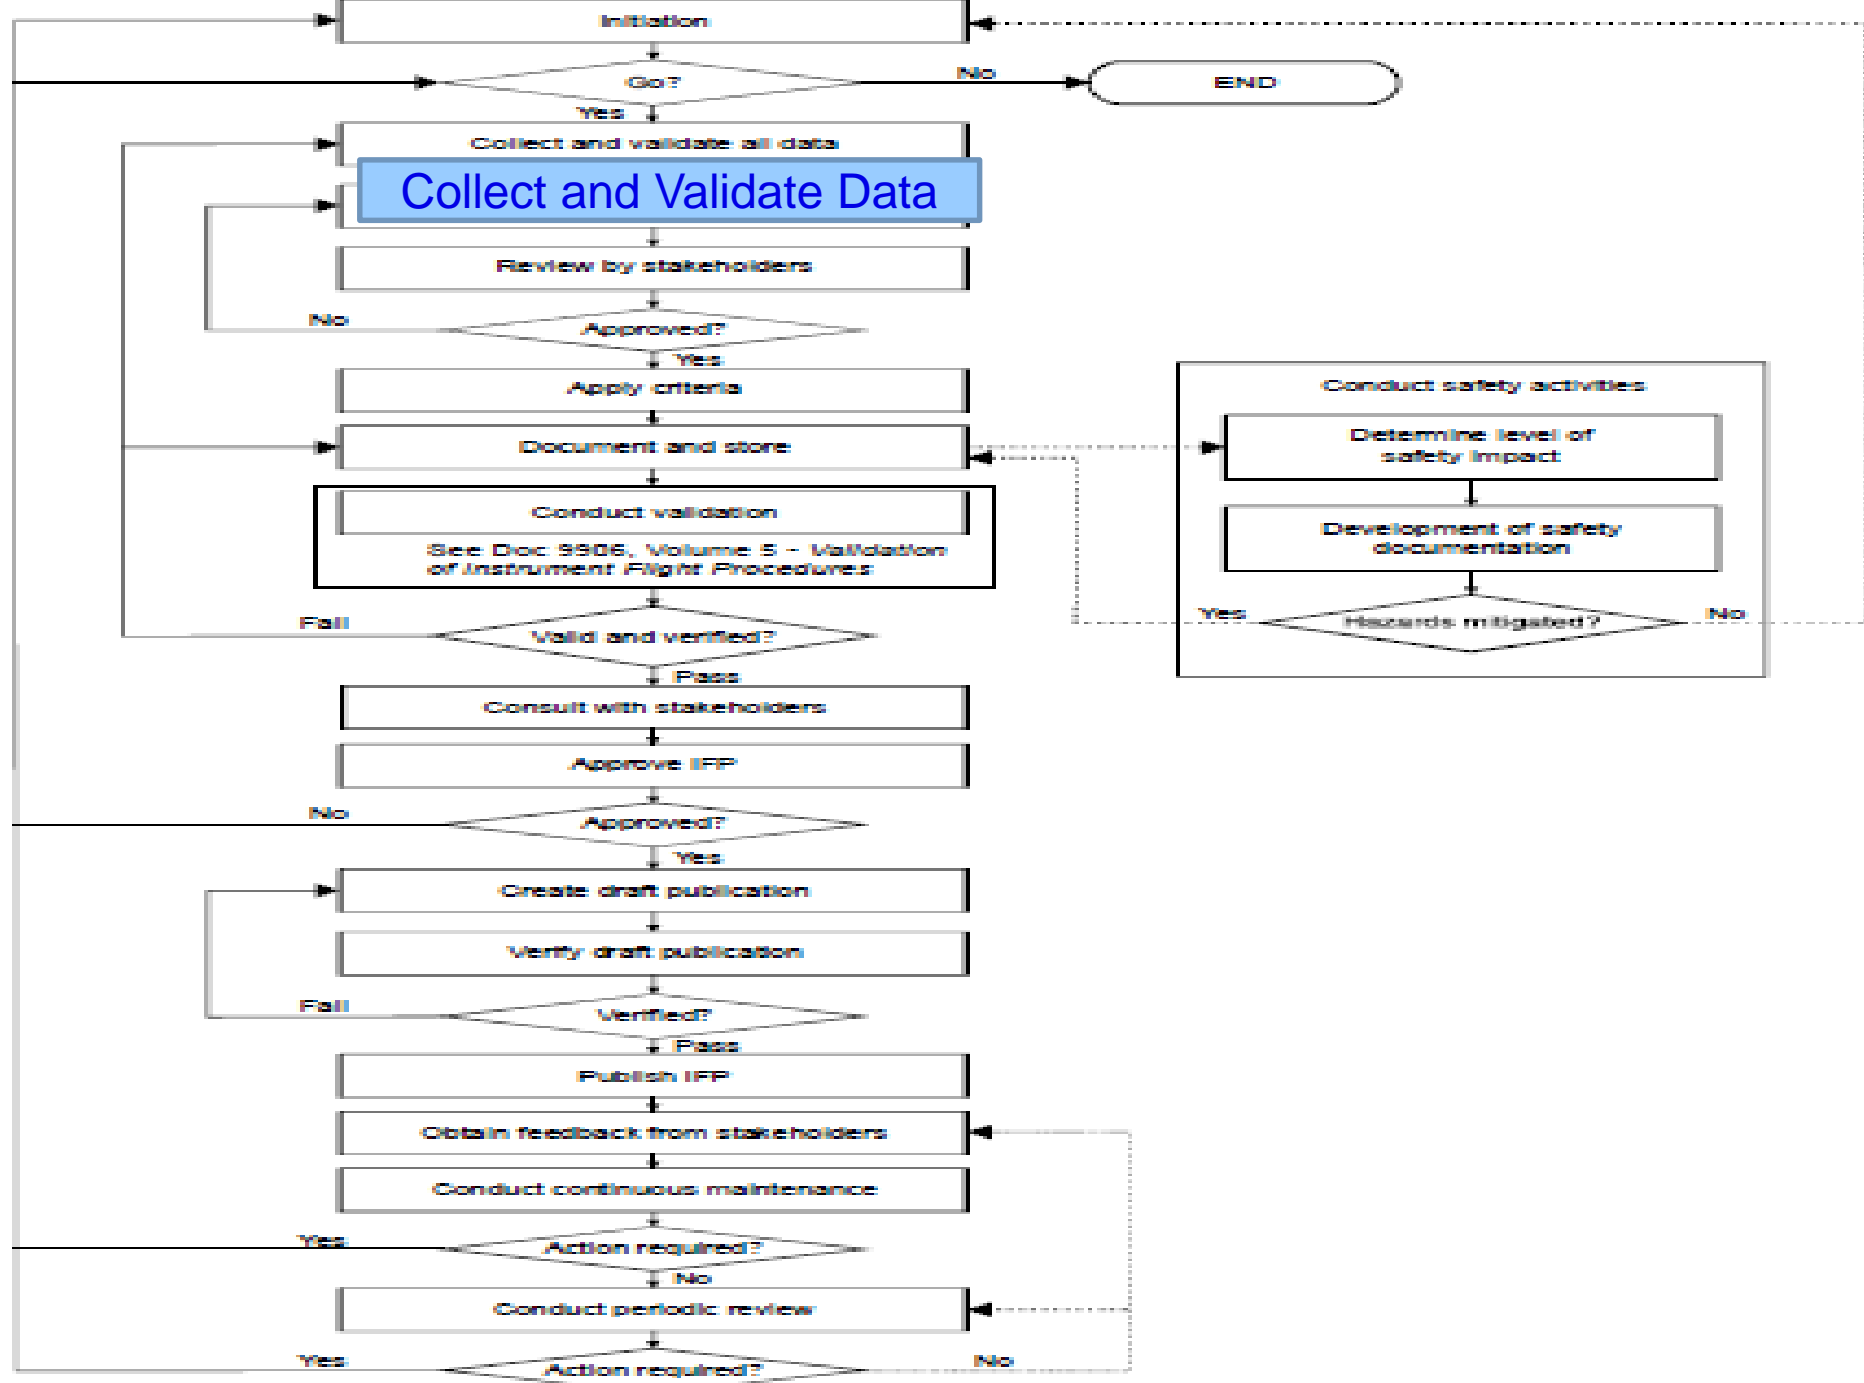 Initiation
Go?
No
END
Yes
Collect and validate all data
Collect and Validate Data
Review by stakeholders
No
Approved?
Yes
Apply criteria
Document and store
Conduct validation
See Doc 9906, Volume 5 - Validation
of Instrument Flight Procedures
Fail
Valid and verified?
Pass
Consult with stakeholders
Approve IFP
No
Approved?
Yes
Create draft publication
Verify draft publication
Fail
Verified?
Pass
Publish IFP
Obtain feedback from stakeholders
Conduct continuous maintenance
Yes
Action required?
No
Conduct periodic review
Yes
Action required?
No
Conduct safety activities
Determine level of
safety impact
Development of safety
documentation
Yes
Hazards mitigated?
No